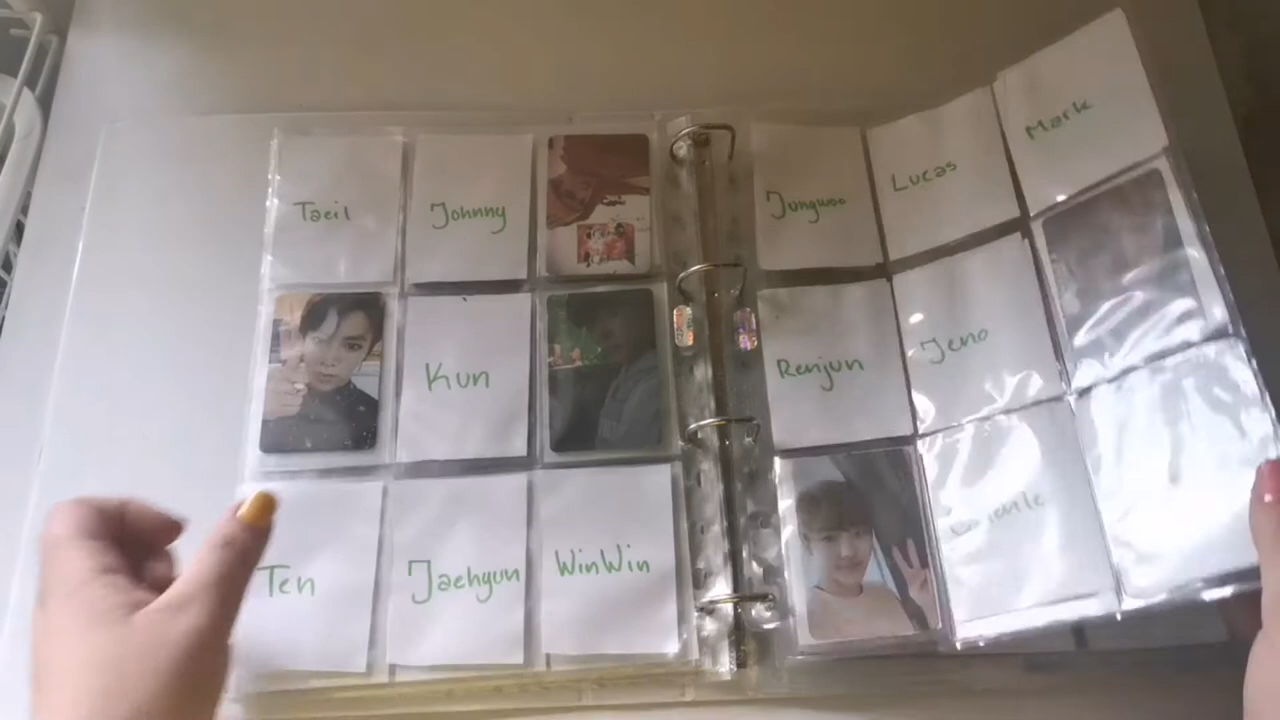 Taeil
Johnny
Kun
Ten
Jaehyun
WinWin
Jungwoo
Lucas
Mark
Renjun
Jeno